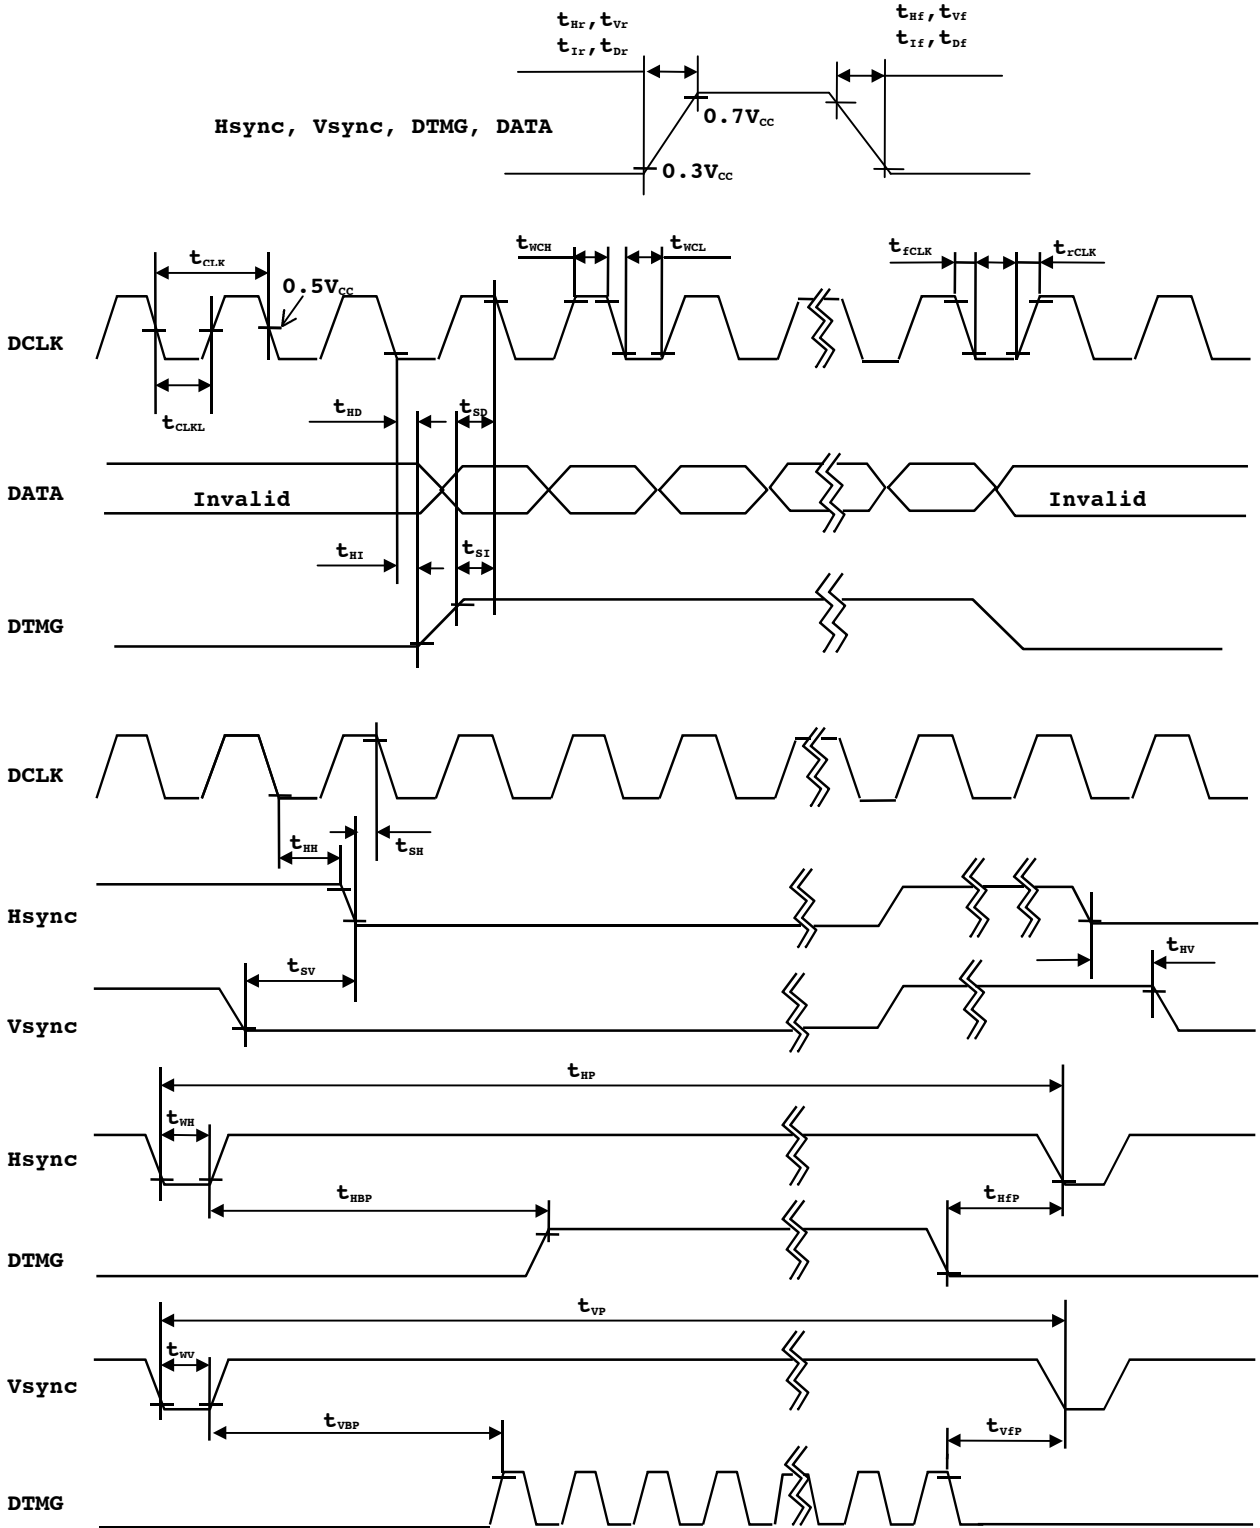 tHr,tVr
tIr,tDr
tHf,tVf
tIf,tDf
Hsync, Vsync, DTMG, DATA
0.7VCC
0.3VCC
tCLK
tWCH
tWCL
tfCLK
trCLK
0.5VCC
DCLK
tCLKL
tHD
tSD
DATA
Invalid
Invalid
tHI
tSI
DTMG
DCLK
tHH
tSH
Hsync
tHV
tSV
Vsync
tHP
tWH
Hsync
tHBP
tHfP
DTMG
tVP
tWV
Vsync
tVBP
tVfP
DTMG